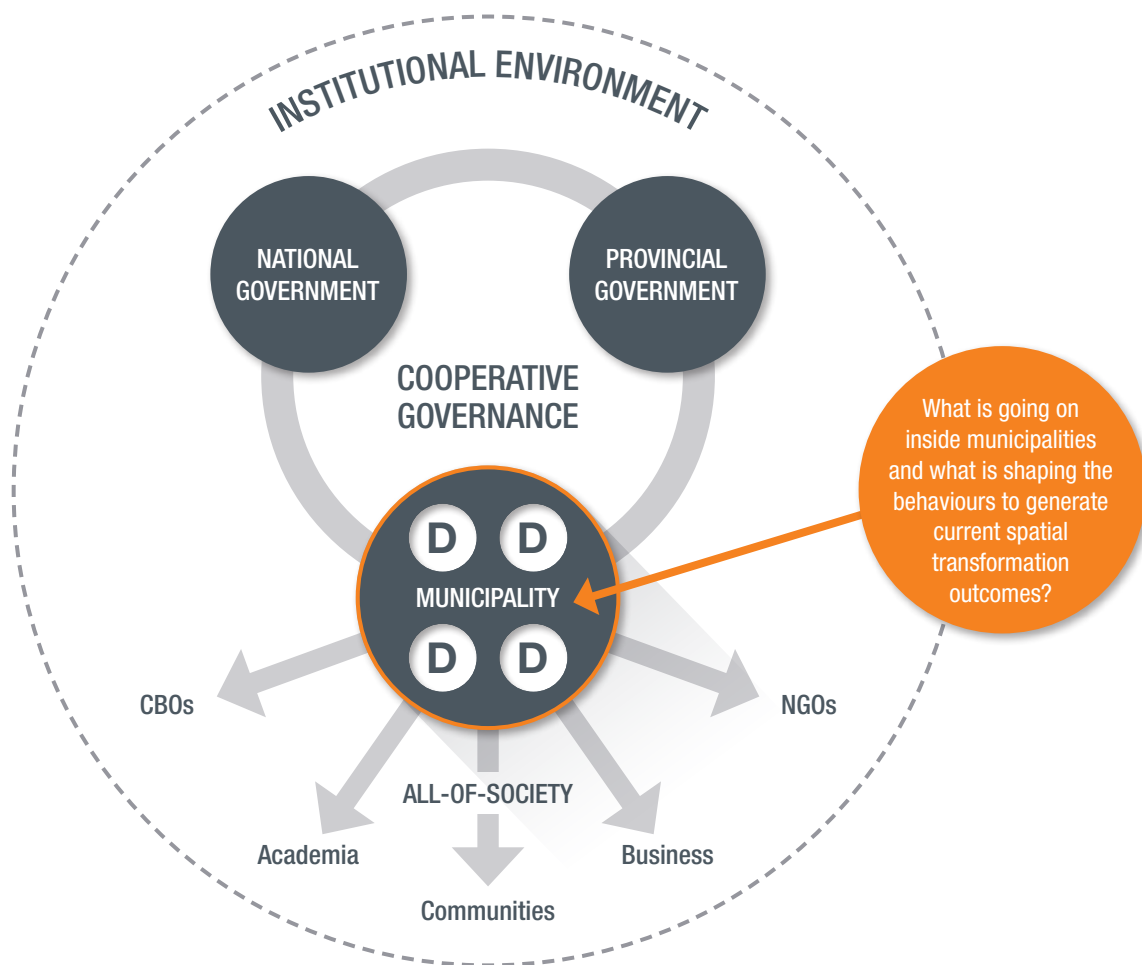 INSTITUTIONAL ENVIRONMENT
NATIONAL
GOVERNMENT
PROVINCIAL
GOVERNMENT
COOPERATIVE
GOVERNANCE
What is going on
inside municipalities
and what is shaping the
behaviours to generate
current spatial
transformation
outcomes?
D D
MUNICIPALITY
D D
CBOs
NGOs
ALL-OF-SOCIETY
Academia
Business
Communities